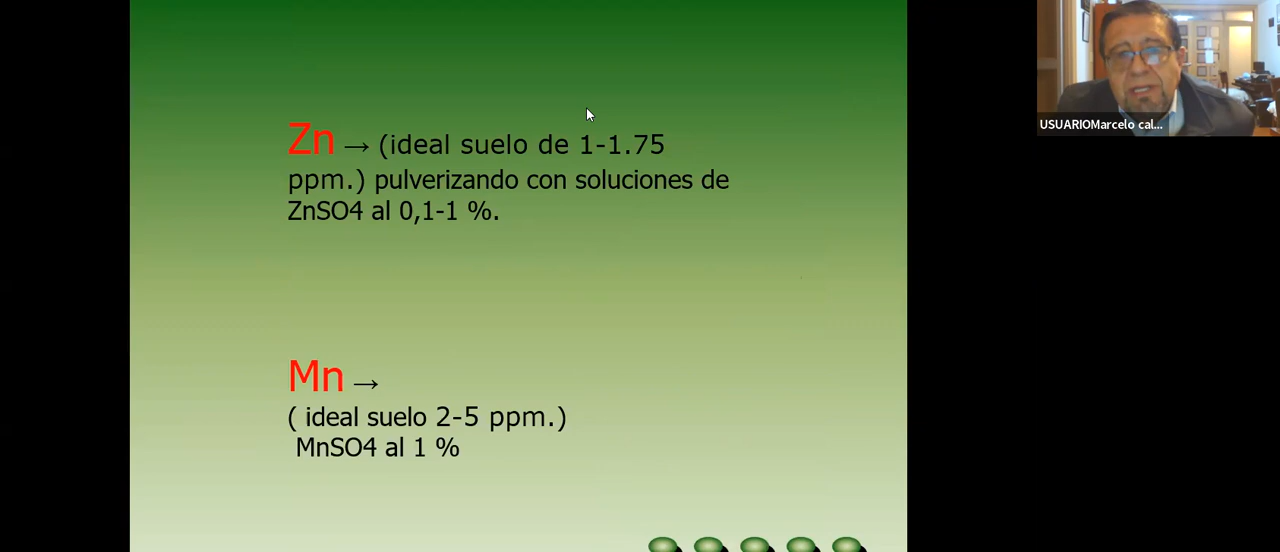 Zn → (ideal suelo de 1-1.75
ppm.) pulverizando con soluciones de
ZnSO4 al 0,1-1 %.
Mn →
( ideal suelo 2-5 ppm.)
MnSO4 al 1 %
USUARIOMarcelo cal...